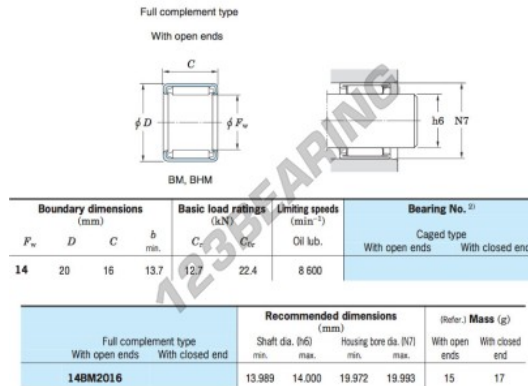 Full complement type
With open ends
C
φ D
φ Fw
h6
N7
BM, BHM
123BEARING
Boundary dimensions (mm) Basic load ratings (kN) Limiting speeds (min⁻¹) Bearing No. 2)
Fw D C b min. Cr C0r Oil lub. Caged type With open ends With closed end
14 20 16 13.7 12.7 22.4 8 600
Recommended dimensions (mm) (Refer.) Mass (g)
Full complement type Shaft dia. (h6) Housing bore dia. (N7) With open ends With closed end
With open ends With closed end min. max. min. max.
14BM2016 13.989 14.000 19.972 19.993 15 17